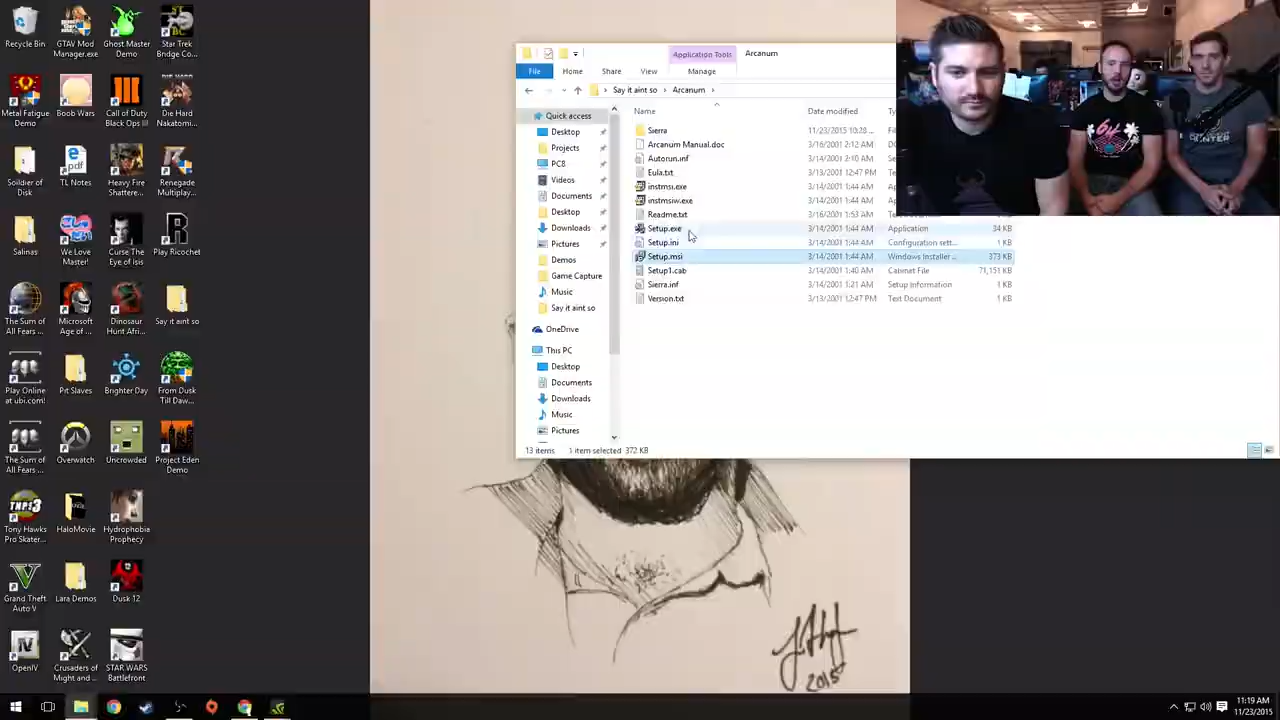 Recycle Bin
GTAV Mod Manager.exe
Ghost Master Demo
Star Trek Bridge Co...
Metal Fatigue Demo
Boob Wars
Call of Duty Black Ops III
Die Hard Nakatomi...
Soildier of
TL Notes
Heavy Fire Shattere...
Renegade Militainmen...
Salinas
We Love Master!
Curse The Eye of Isis
Play Ricochet
The Sum of All Fears ...
Microsoft Age of ...
Dinosaur Hunt Afri...
Say it aint so
Play Online at ubi.com!
Pit Slaves
Brighter Day
From Dusk Till Daw...
The Sum of All Fears ...
Overwatch
Uncrowded
Project Eden Demo
Tony Hawks Pro Skater...
HaloMovie
Hydrophobia Prophecy
Grand Theft Auto V
Lara Demos
Dusk 12
OpenIV
Crusaders of Might and ...
STAR WARS Battlefront
Application Tools
Arcanum
File
Home
Share
View
Manage
Say it aint so
Arcanum
Quick access
Desktop
Projects
PC8
Videos
Documents
Desktop
Downloads
Pictures
Demos
Game Capture
Music
Say it aint so
OneDrive
This PC
Desktop
Documents
Downloads
Music
Pictures
Name Date modified Ty
Sierra 11/23/2015 10:28 ... Fil
Arcanum Manual.doc 3/16/2001 2:12 AM
Autorun.inf 3/14/2001 2:10 AM
Eula.txt 3/13/2001 12:47 PM
instmsi.exe 3/14/2001 1:44 AM
instmsiw.exe 3/14/2001 1:44 AM
Readme.txt 3/16/2001 1:53 AM
Setup.exe 3/14/2001 1:44 AM Application 34 KB
Setup.ini 3/14/2001 1:44 AM Configuration sett... 1 KB
Setup.msi 3/14/2001 1:44 AM Windows Installer ... 373 KB
Setup1.cab 3/14/2001 1:40 AM Cabinet File 71,151 KB
Sierra.inf 3/14/2001 1:21 AM Setup Information 1 KB
Version.txt 3/13/2001 12:47 PM Text Document 1 KB
13 items 1 item selected 372 KB
2015
11:19 AM
11/23/2015